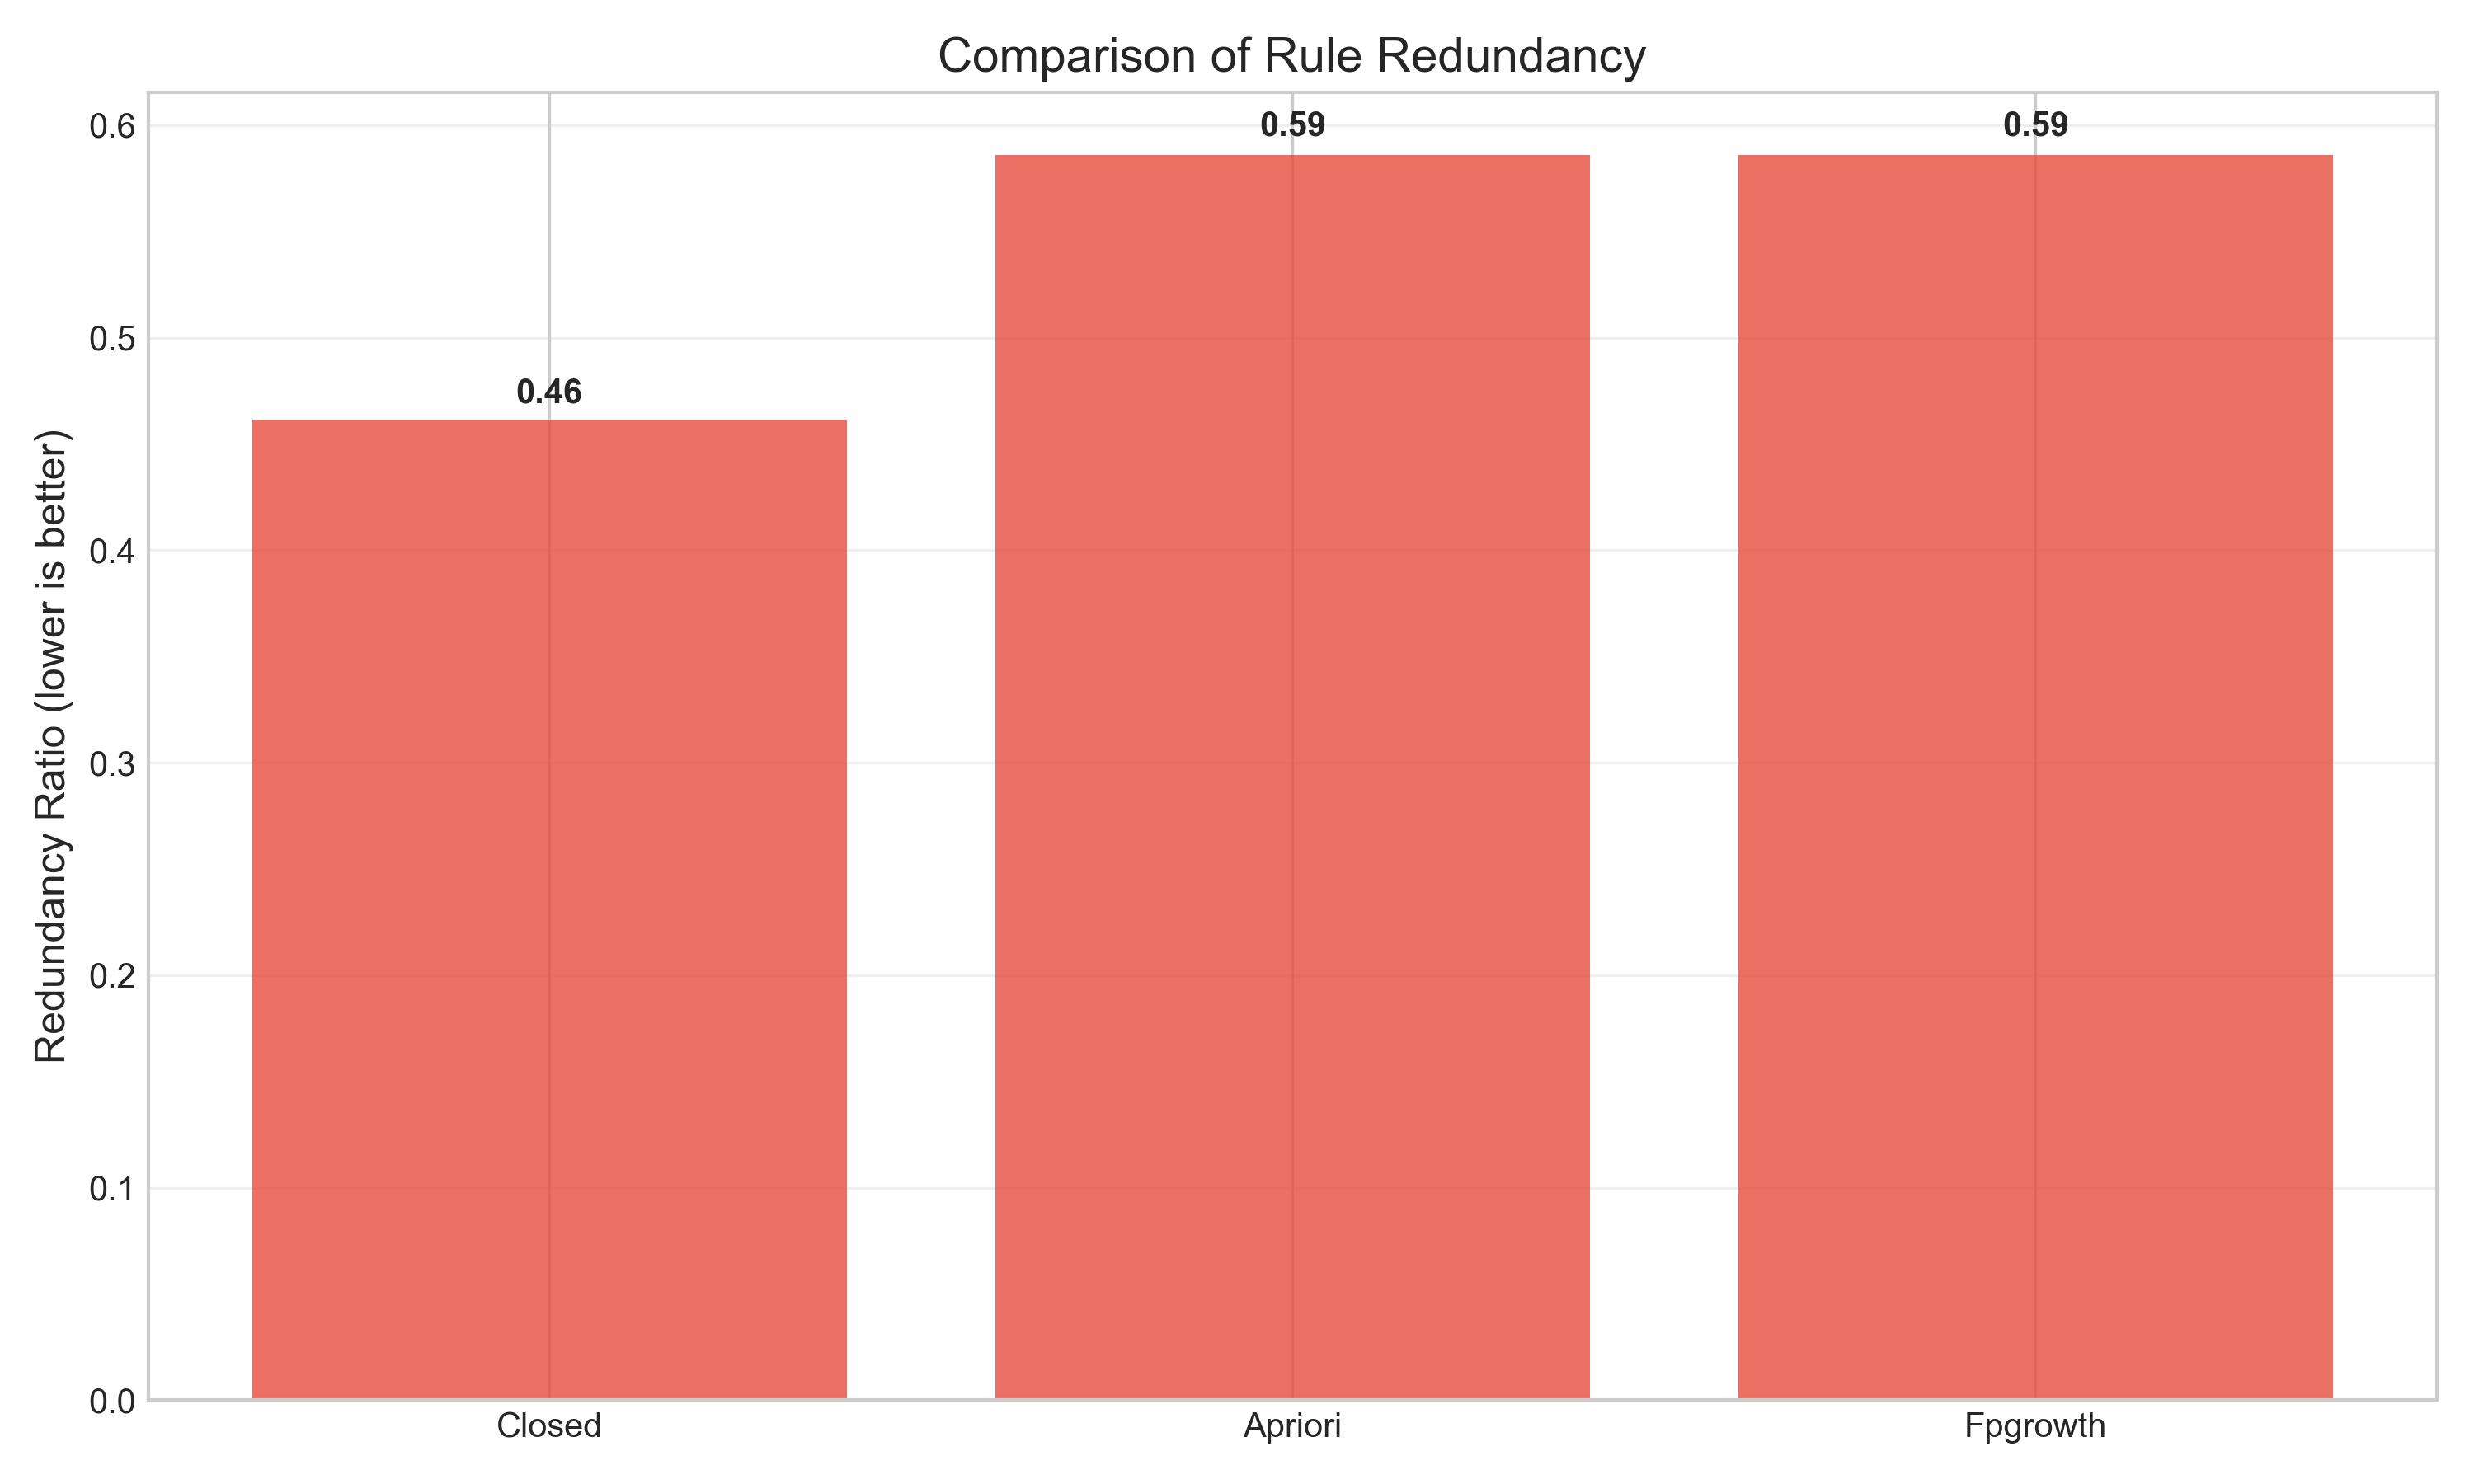 Comparison of Rule Redundancy
Redundancy Ratio (lower is better)
0.6
0.5
0.4
0.3
0.2
0.1
0.0
0.46
0.59
0.59
Closed
Apriori
Fpgrowth